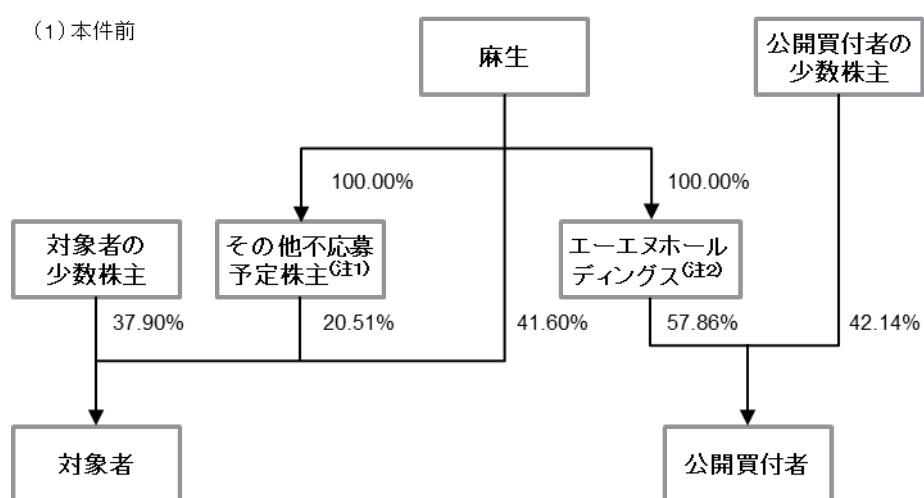 (1)本件前
麻生
公開買付者の
少数株主
100.00%
100.00%
対象者の
少数株主
その他不応募
予定株主(注1)
エーエヌホール
ディングス(注2)
37.90%
20.51%
41.60%
57.86%
42.14%
対象者
公開買付者